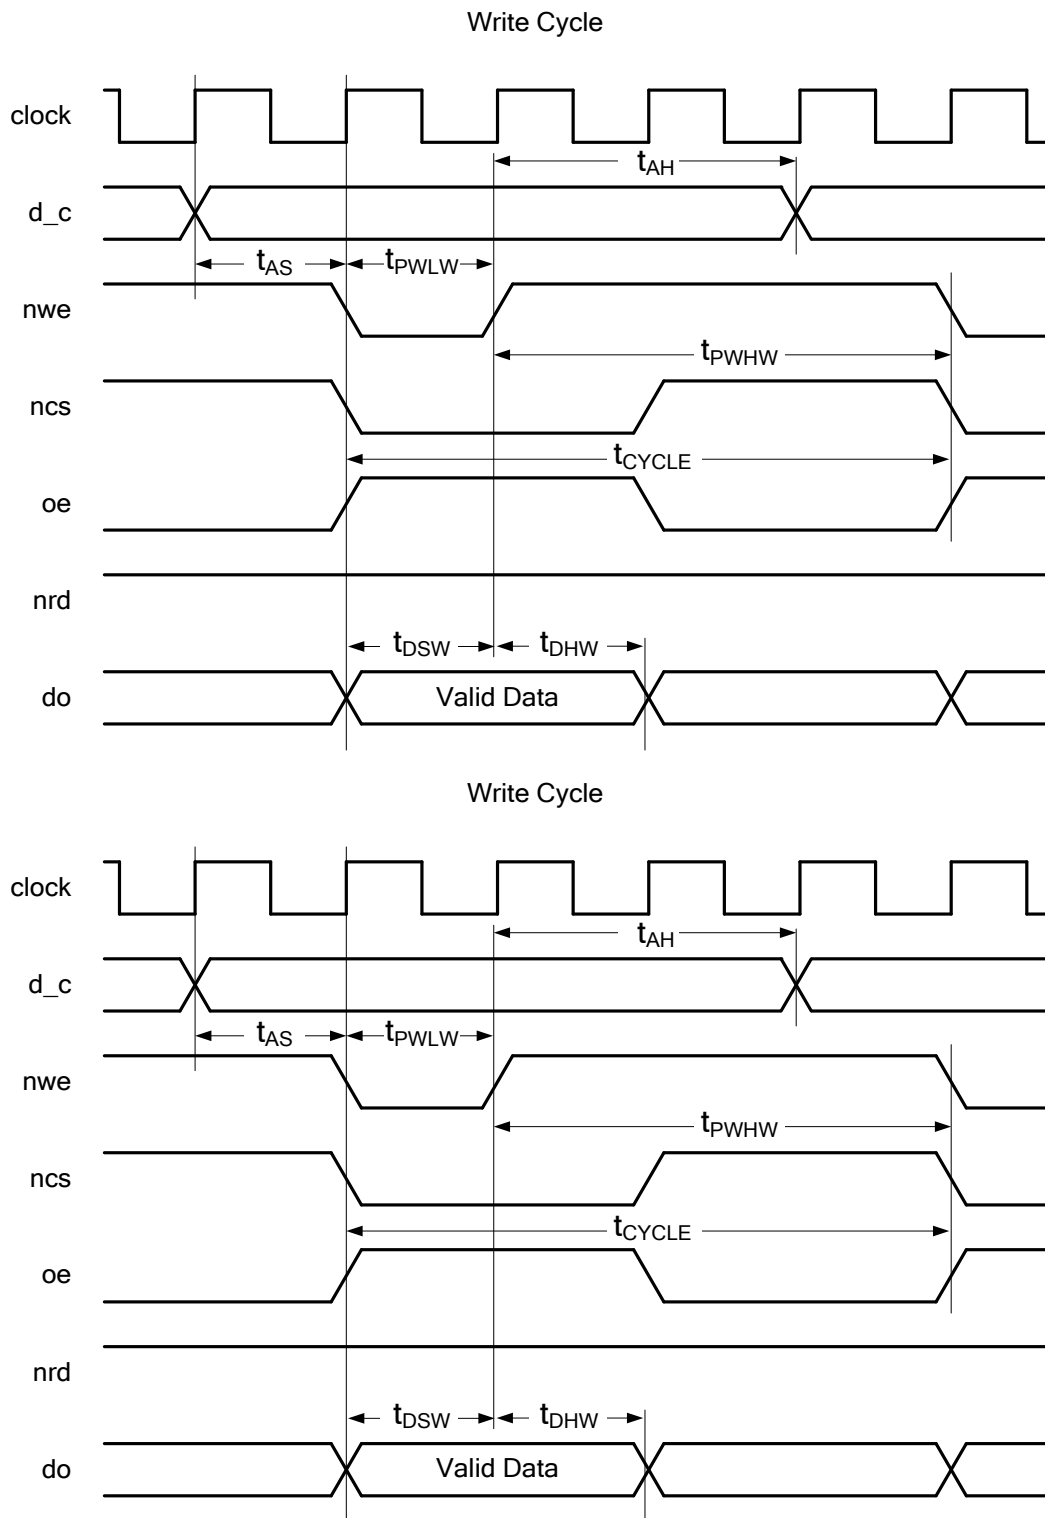 Write Cycle
clock
tAH
d_c
tAS tPWLW
nwe
tPWHW
ncs
tCYCLE
oe
nrd
tDSW tDHW
do Valid Data
Write Cycle
clock
tAH
d_c
tAS tPWLW
nwe
tPWHW
ncs
tCYCLE
oe
nrd
tDSW tDHW
do Valid Data